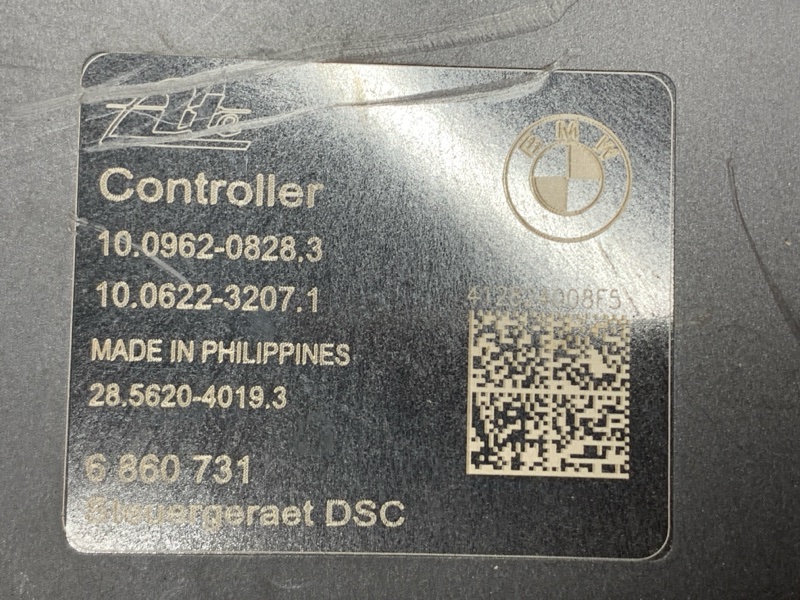 BMW
Controller
10.0962-0828.3
10.0622-3207.1
MADE IN PHILIPPINES
28.5620-4019.3
6 860 731
Steuergeraet DSC